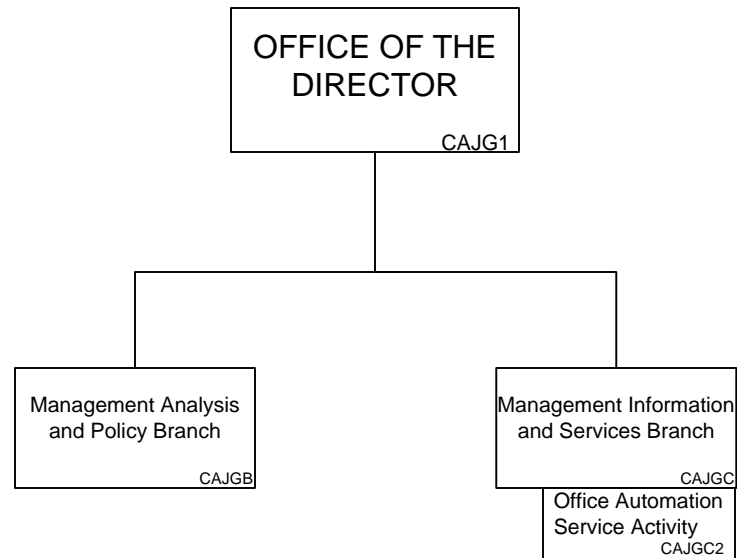 OFFICE OF THE
DIRECTOR
CAJG1
Management Analysis
and Policy Branch
CAJGB
Management Information
and Services Branch
CAJGC
Office Automation
Service Activity
CAJGC2